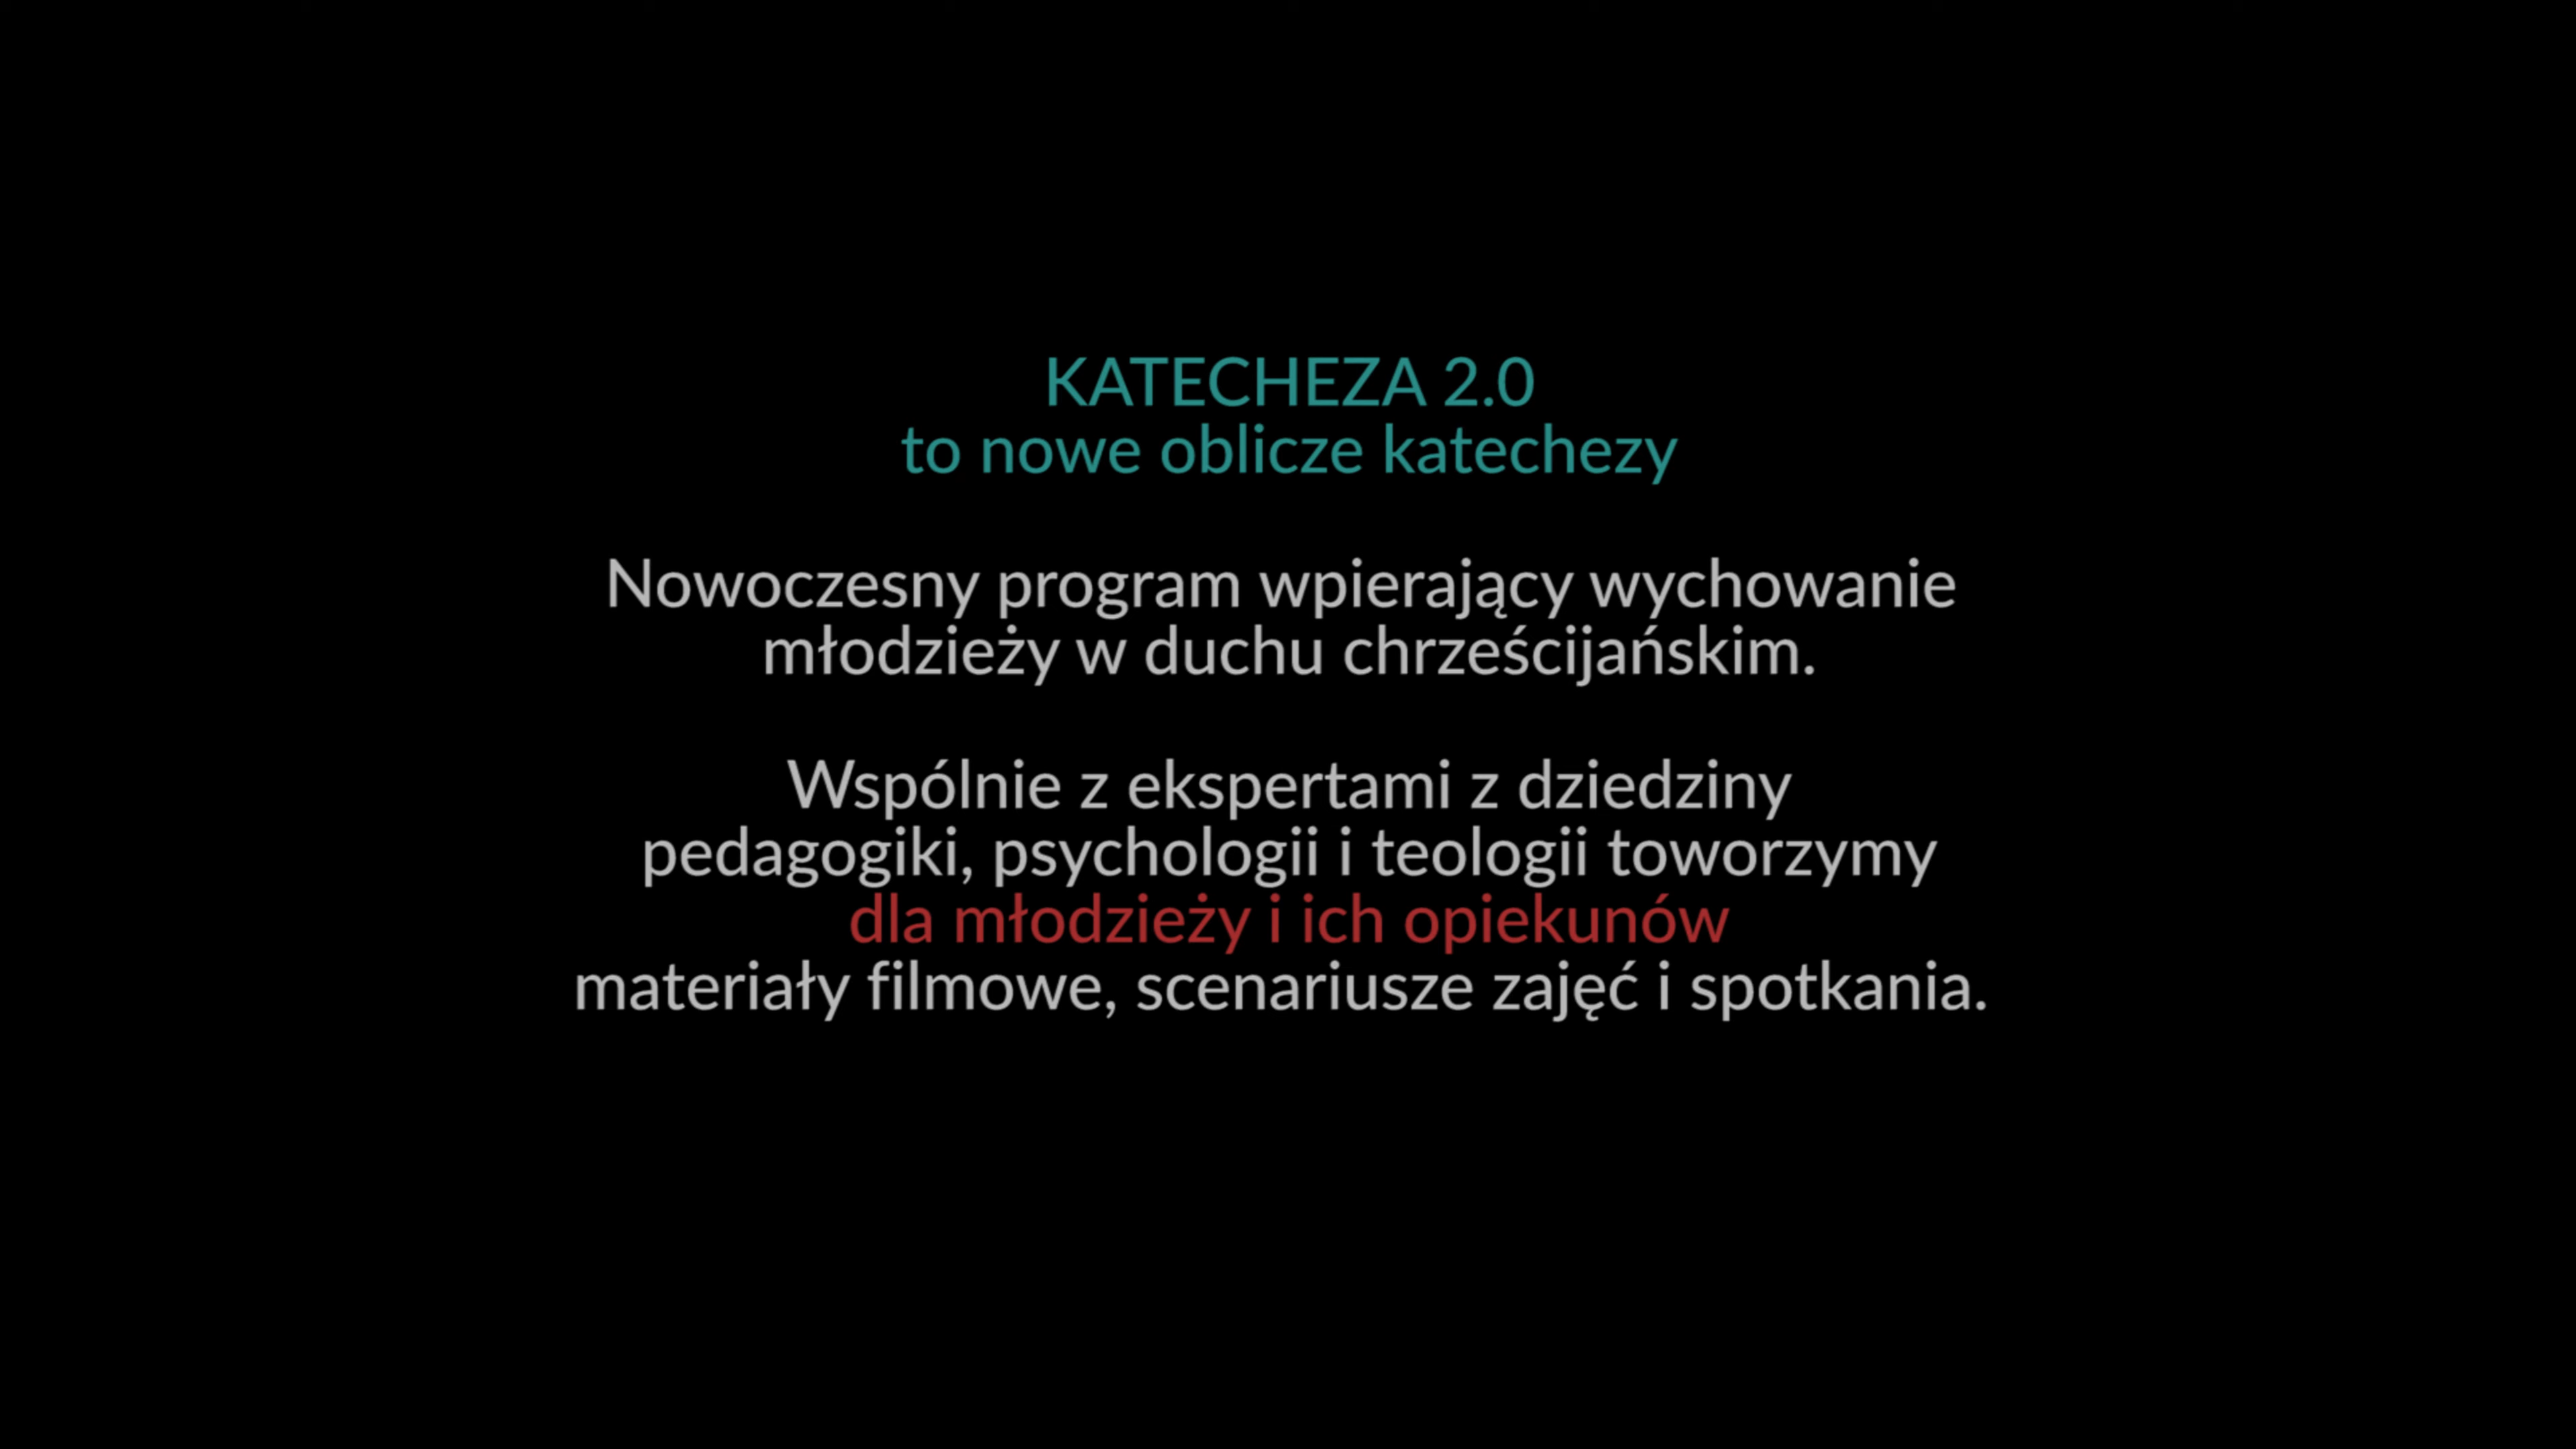 KATECHEZA 2.0
to nowe oblicze katechezy
Nowoczesny program wpierający wychowanie
młodzieży w duchu chrześcijańskim.
Wspólnie z ekspertami z dziedziny
pedagogiki, psychologii i teologii toworzymy
dla młodzieży i ich opiekunów
materiały filmowe, scenariusze zajęć i spotkania.